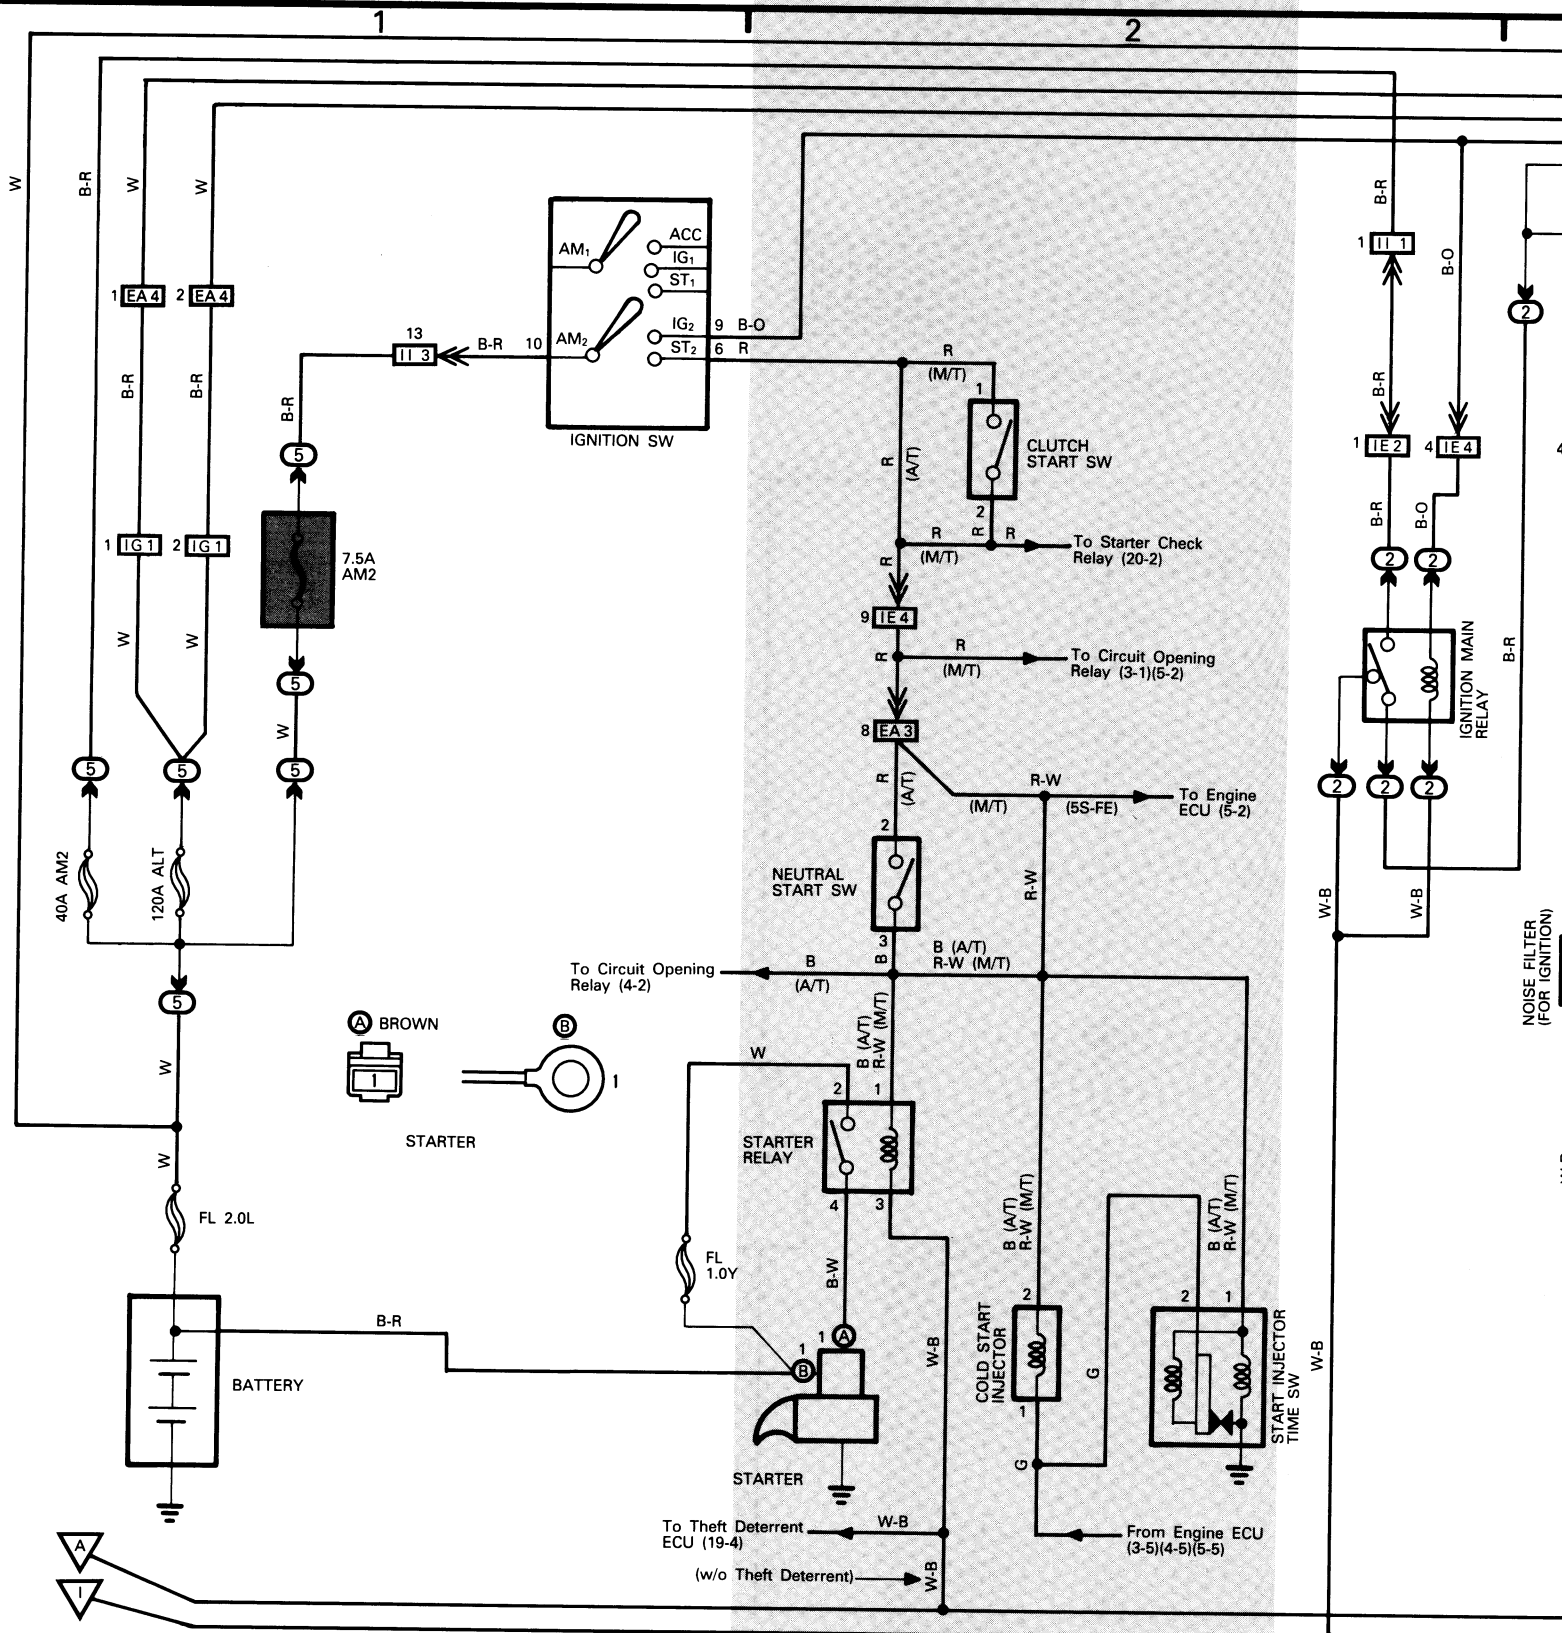 1
2
W
B-R
W
W
B-R
B-O
1 II 1
ACC
AM1
IG1
ST1
IG2
AM2
ST2
9 B-O
6 R
10
IGNITION SW
1 EA4
2 EA4
13
II 3
B-R
B-R
B-R
B-R
5
1 IG1
2 IG1
7.5A
AM2
W
W
5
W
5
5
5
40A AM2
120A ALT
5
W
W
FL 2.0L
BATTERY
B-R
A BROWN
1
B
1
STARTER
R
(M/T)
1
CLUTCH
START SW
2
R
(A/T)
R
(M/T)
R
R
To Starter Check
Relay (20-2)
R
9 IE4
R
R
(M/T)
To Circuit Opening
Relay (3-1)(5-2)
8 EA3
R
(A/T)
R-W
(M/T)
(5S-FE)
To Engine
ECU (5-2)
2
NEUTRAL
START SW
3
R-W
B
B (A/T)
R-W (M/T)
To Circuit Opening
Relay (4-2)
B
(A/T)
B (A/T)
R-W (M/T)
W
2
1
STARTER
RELAY
4
3
FL
1.0Y
B-W
1 A
1
B
STARTER
W-B
B (A/T)
R-W (M/T)
B (A/T)
R-W (M/T)
2
COLD START
INJECTOR
1
G
G
2
1
START INJECTOR
TIME SW
To Theft Deterrent
ECU (19-4)
W-B
(w/o Theft Deterrent)
W-B
From Engine ECU
(3-5)(4-5)(5-5)
B-R
1 IE2
4 IE4
B-R
B-O
2
2
2
IGNITION MAIN
RELAY
B-R
2
2
2
W-B
W-B
W-B
NOISE FILTER
(FOR IGNITION)
4
A
I